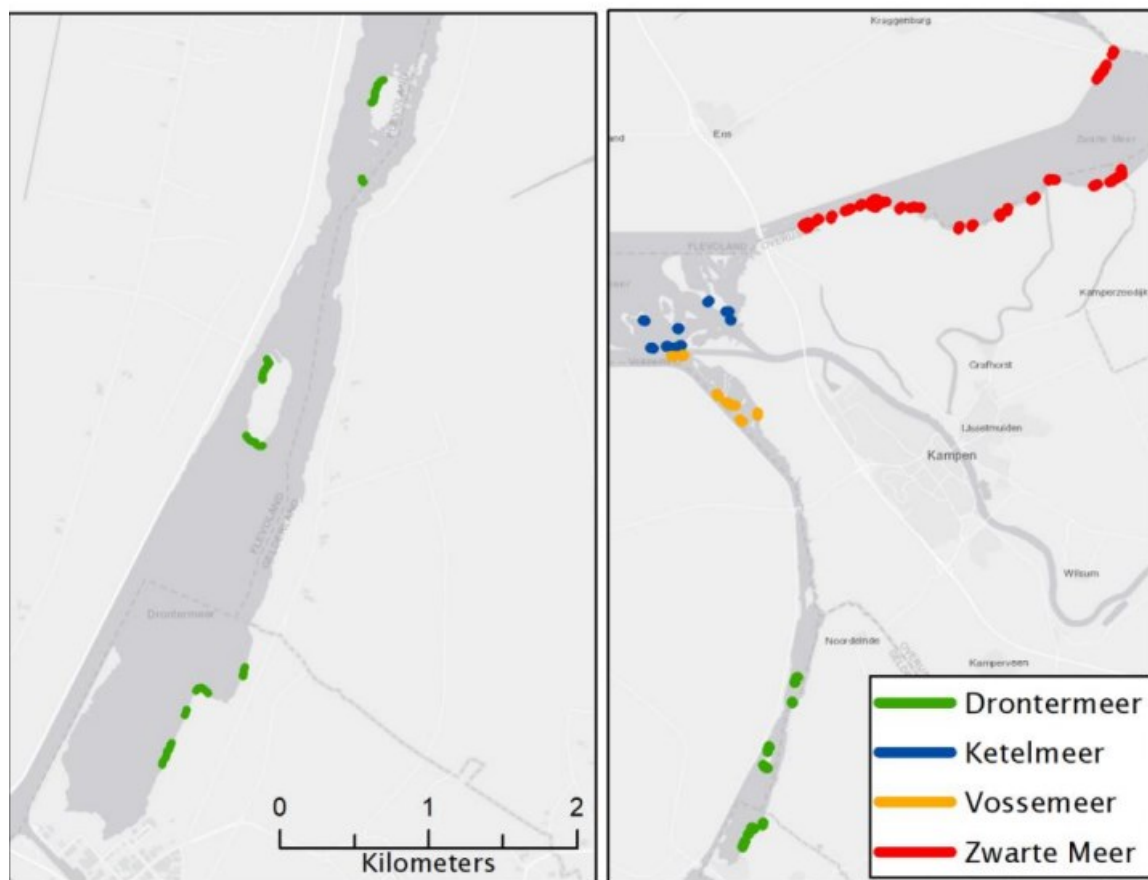 FLEVOLAND
FLEVOLAND
GELDERLAND
Drontermeer
0 1 2
Kilometers
Kraggenburg
Ens
Zwarte Meer
FLEVOLAND
Kamperzeedijk
Grafhorst
IJsselmuiden
Kampen
Wilsum
Noordeinde
Kamperveen
Drontermeer
Ketelmeer
Vossemeer
Zwarte Meer